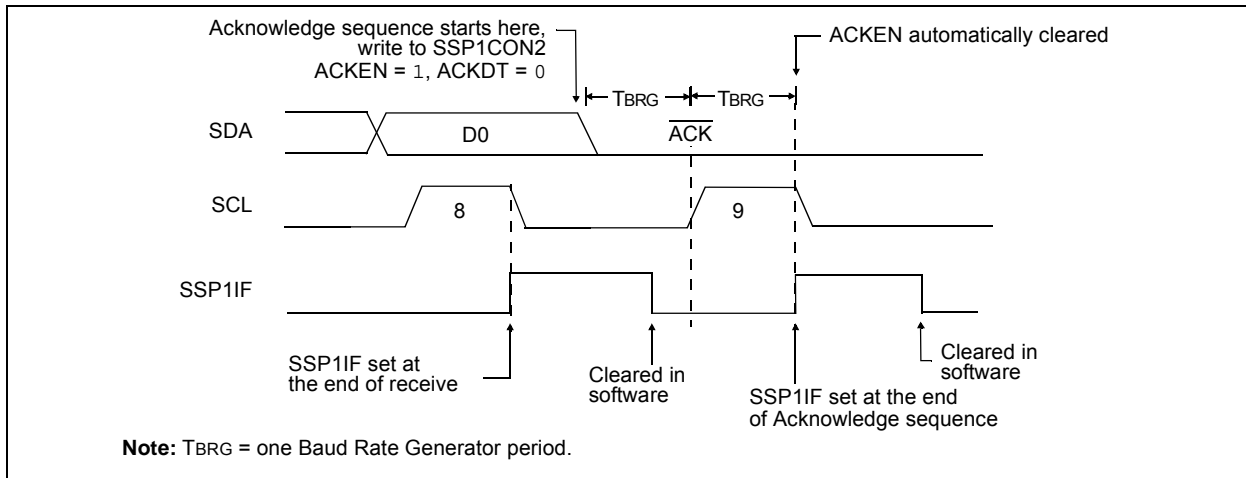 Acknowledge sequence starts here,
write to SSP1CON2
ACKEN = 1, ACKDT = 0
ACKEN automatically cleared
TBRG
TBRG
SDA
D0
ACK
SCL
8
9
SSP1IF
SSP1IF set at
the end of receive
Cleared in
software
SSP1IF set at the end
of Acknowledge sequence
Cleared in
software
Note: TBRG = one Baud Rate Generator period.